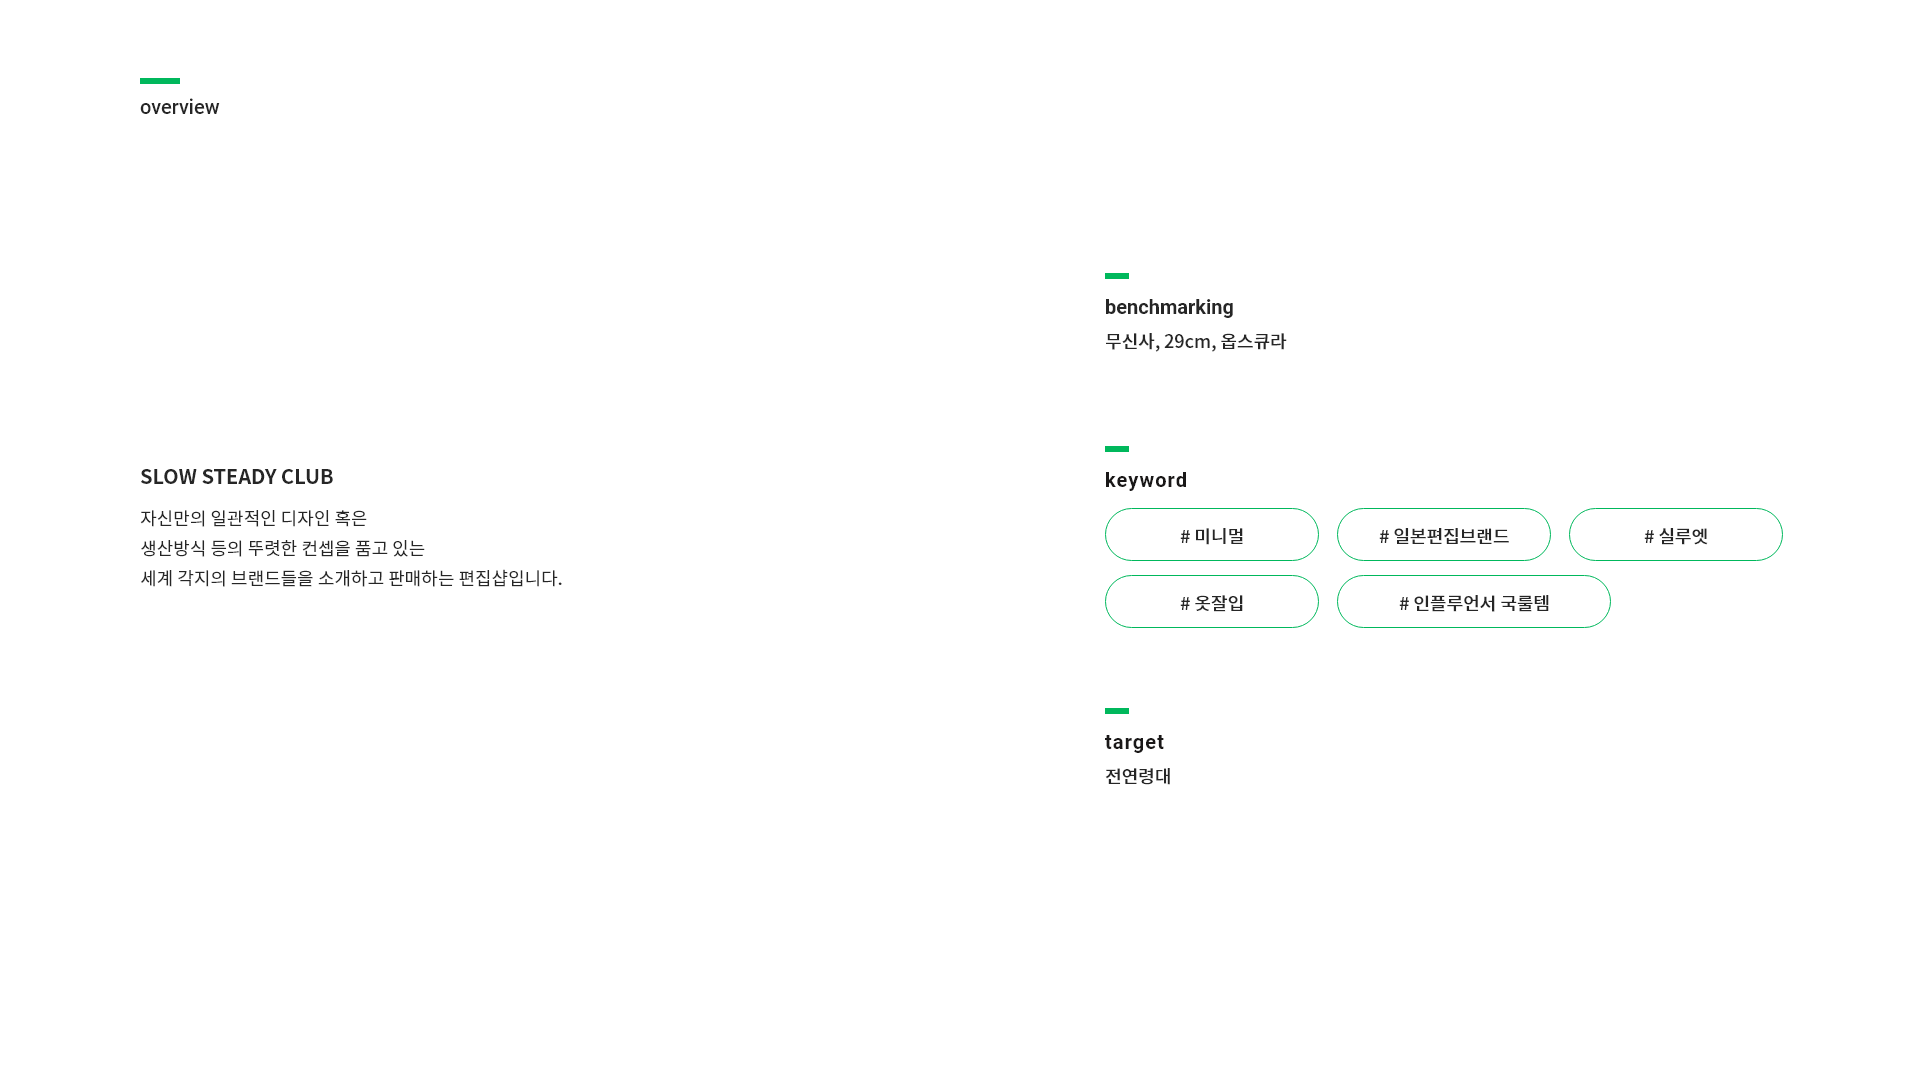 overview
SLOW STEADY CLUB
자신만의 일관적인 디자인 혹은
생산방식 등의 뚜렷한 컨셉을 품고 있는
세계 각지의 브랜드들을 소개하고 판매하는 편집샵입니다.
benchmarking
무신사, 29cm, 옵스큐라
keyword
# 미니멀
# 일본편집브랜드
# 실루엣
# 옷잘입
# 인플루언서 국룰템
target
전연령대